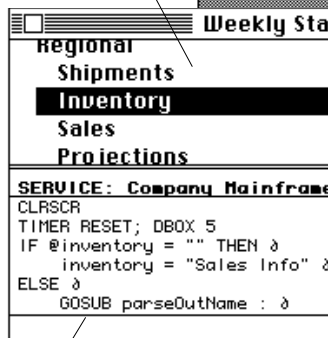 Weekly Sta
Regional
Shipments
Inventory
Sales
Projections
SERVICE: Company Mainframe
CLRSCR
TIMER RESET; DBOX 5
IF @inventory = "" THEN ∂
inventory = "Sales Info" ∂
ELSE ∂
GOSUB parseOutName : ∂